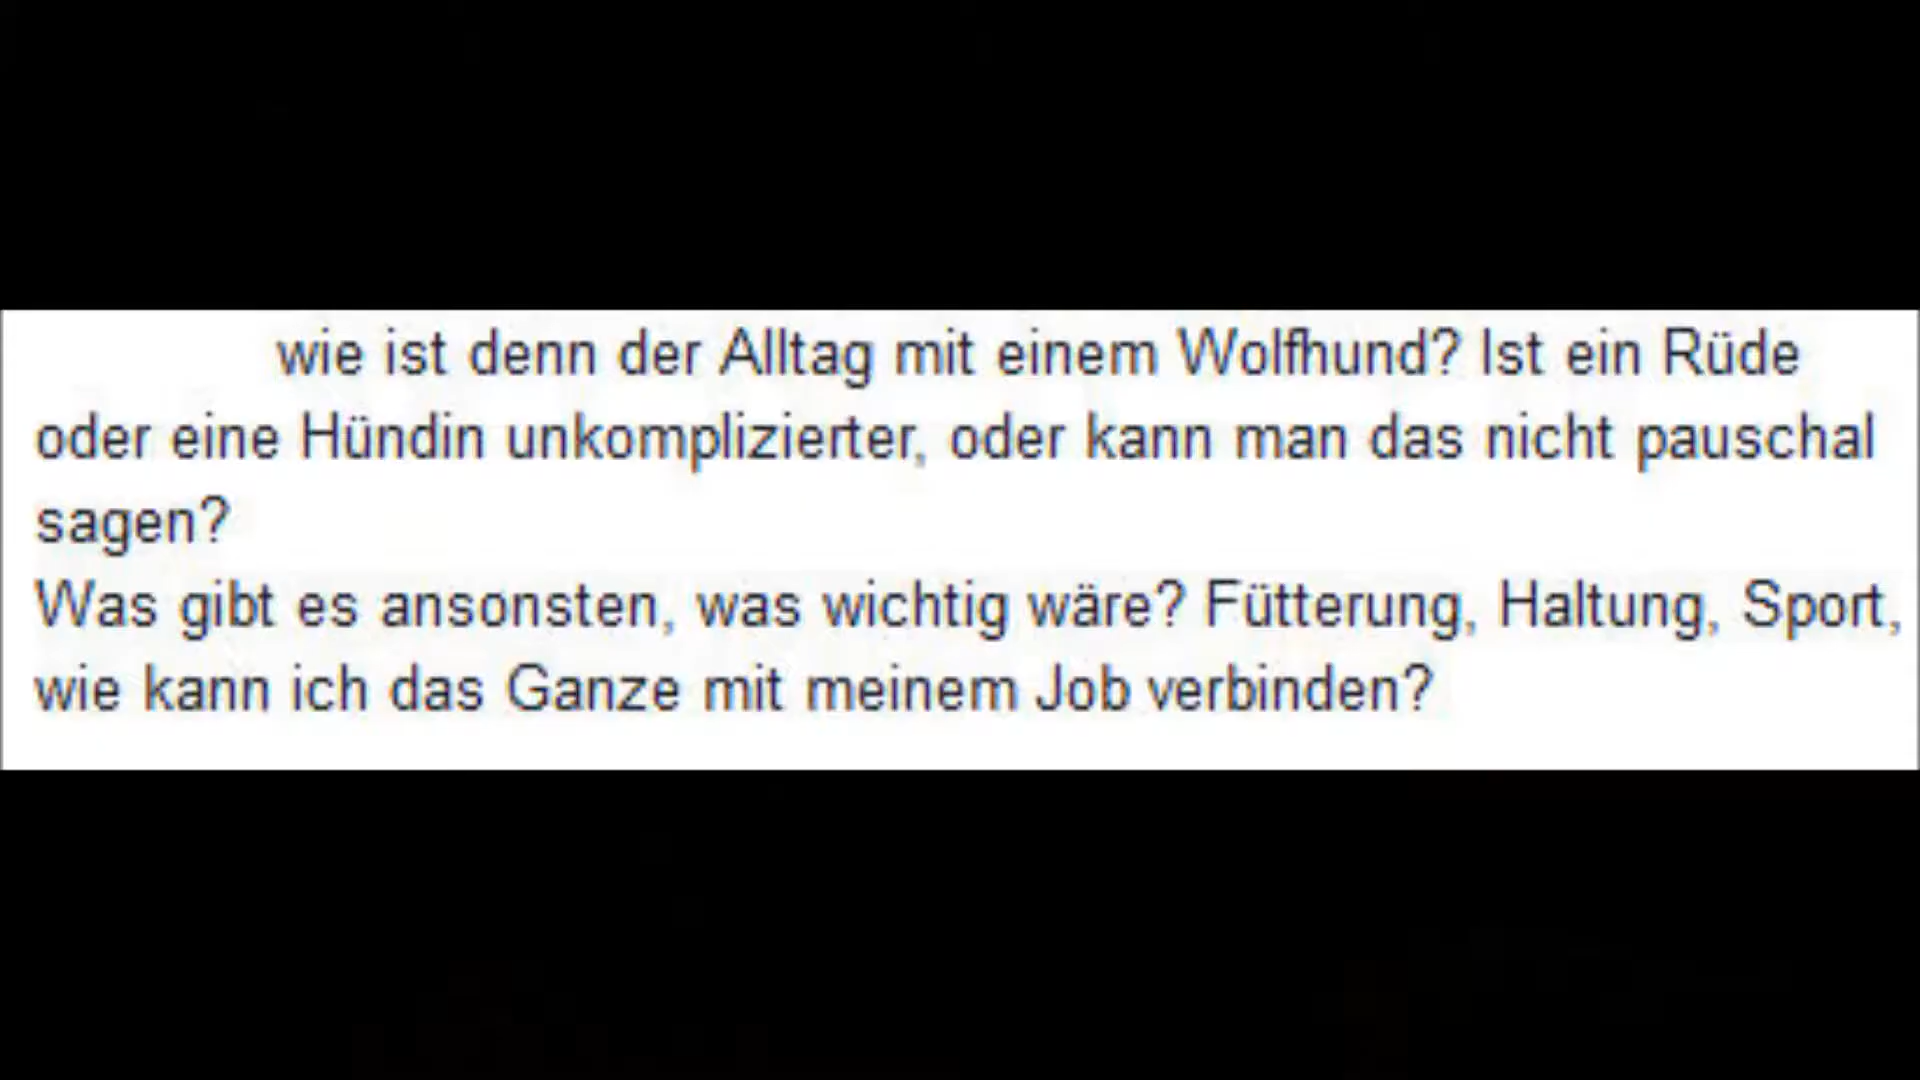 wie ist denn der Alltag mit einem Wolfhund? Ist ein Rüde
oder eine Hündin unkomplizierter, oder kann man das nicht pauschal
sagen?
Was gibt es ansonsten, was wichtig wäre? Fütterung, Haltung, Sport,
wie kann ich das Ganze mit meinem Job verbinden?